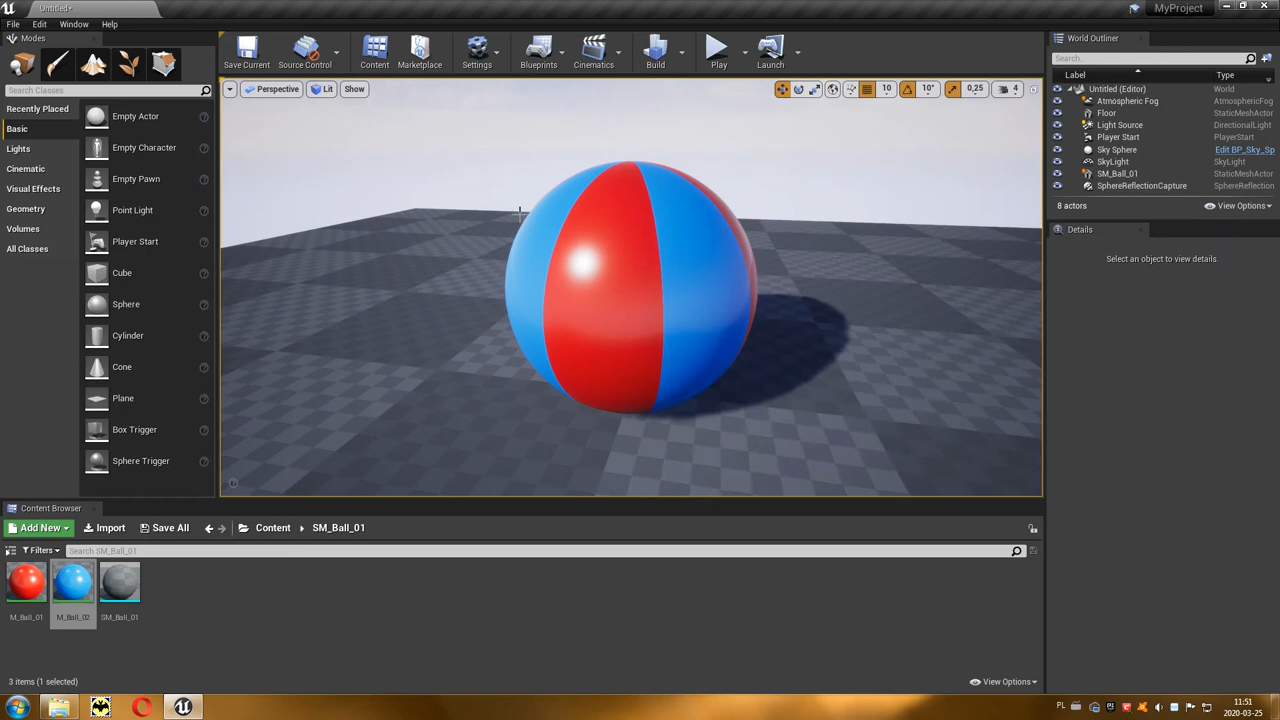 Untitled*
MyProject
File Edit Window Help
Modes
Search Classes
Recently Placed
Basic
Lights
Cinematic
Visual Effects
Geometry
Volumes
All Classes
Empty Actor
Empty Character
Empty Pawn
Point Light
Player Start
Cube
Sphere
Cylinder
Cone
Plane
Box Trigger
Sphere Trigger
Save Current Source Control Content Marketplace Settings Blueprints Cinematics Build Play Launch
Perspective Lit Show
10 10° 0,25 4
World Outliner
Search...
Label Type
Untitled (Editor) World
Atmospheric Fog AtmosphericFog
Floor StaticMeshActor
Light Source DirectionalLight
Player Start PlayerStart
Sky Sphere Edit BP_Sky_Sp
SkyLight SkyLight
SM_Ball_01 StaticMeshActor
SphereReflectionCapture SphereReflection
8 actors View Options
Details
Select an object to view details.
Content Browser
Add New Import Save All Content SM_Ball_01
Filters Search SM_Ball_01
M_Ball_01 M_Ball_02 SM_Ball_01
3 items (1 selected) View Options
PL
11:51
2020-03-25